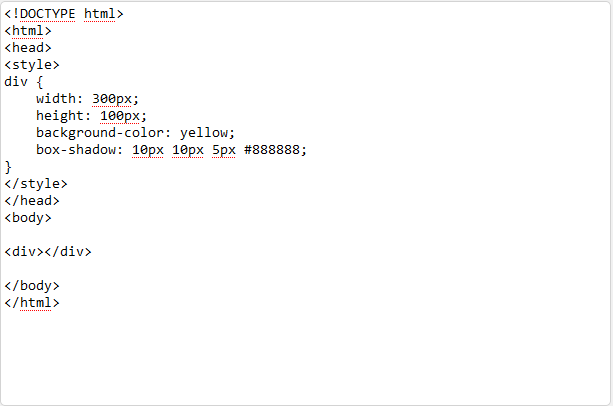 <!DOCTYPE html>
<html>
<head>
<style>
div {
    width: 300px;
    height: 100px;
    background-color: yellow;
    box-shadow: 10px 10px 5px #888888;
}
</style>
</head>
<body>

<div></div>

</body>
</html>